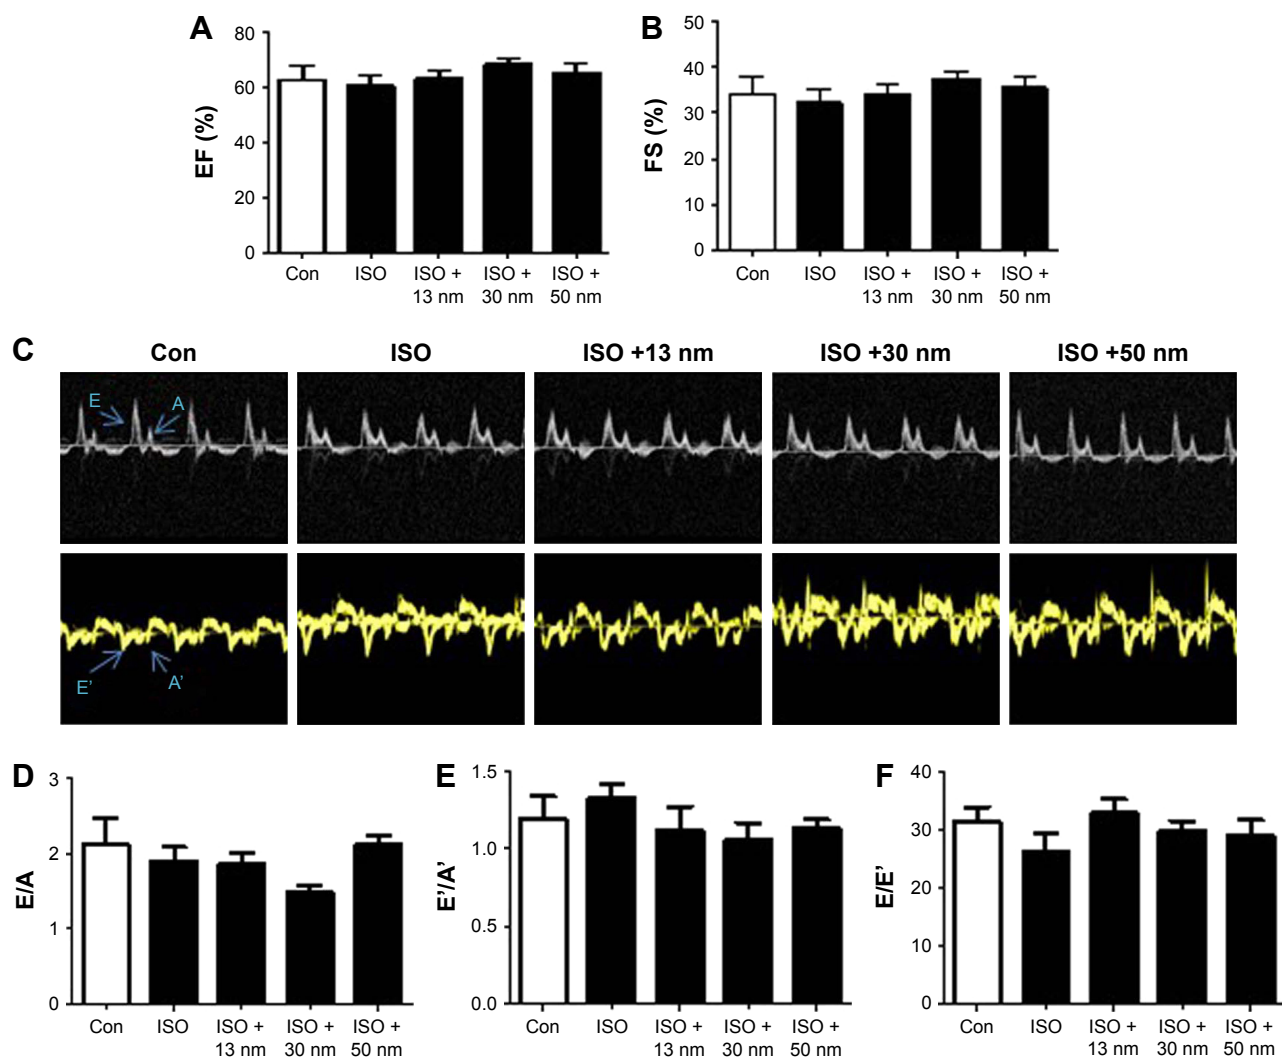 A
EF (%)
80
60
40
20
0
Con
ISO
ISO +
13 nm
ISO +
30 nm
ISO +
50 nm
B
FS (%)
50
40
30
20
10
0
Con
ISO
ISO +
13 nm
ISO +
30 nm
ISO +
50 nm
C
Con
ISO
ISO +13 nm
ISO +30 nm
ISO +50 nm
E
A
E’
A’
D
E/A
3
2
1
0
Con
ISO
ISO +
13 nm
ISO +
30 nm
ISO +
50 nm
E
E’/A’
1.5
1.0
0.5
0.0
Con
ISO
ISO +
13 nm
ISO +
30 nm
ISO +
50 nm
F
E/E’
40
30
20
10
0
Con
ISO
ISO +
13 nm
ISO +
30 nm
ISO +
50 nm